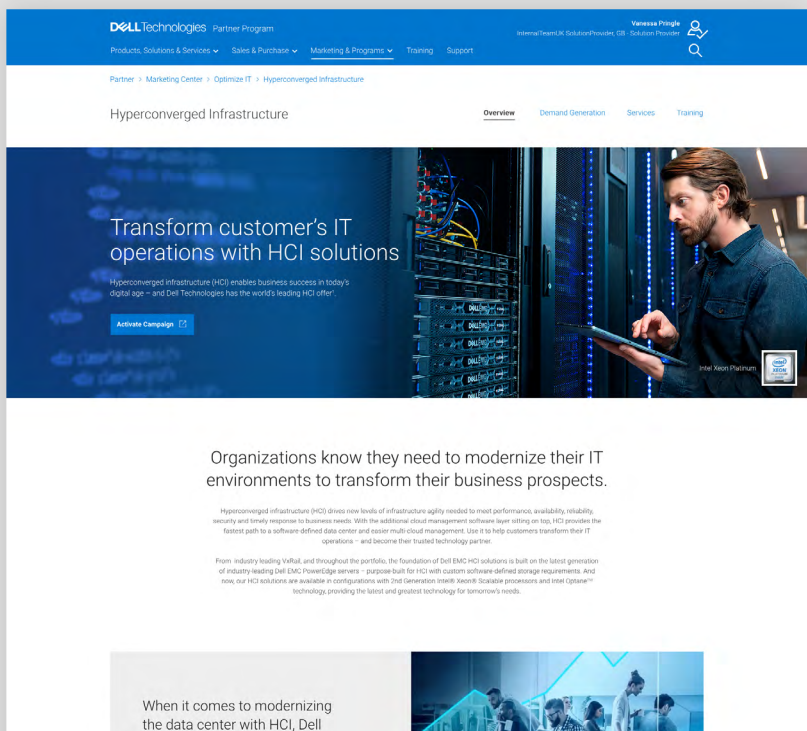 DELLTechnologies Partner Program
Vanessa Pringle
InternalTeamUK SolutionProvider, GB - Solution Provider
Products, Solutions & Services Sales & Purchase Marketing & Programs Training Support
Partner > Marketing Center > Optimize IT > Hyperconverged Infrastructure
Hyperconverged Infrastructure
Overview Demand Generation Services Training
Transform customer's IT
operations with HCI solutions
Hyperconverged infrastructure (HCI) enables business success in today's
digital age – and Dell Technologies has the world's leading HCI offer¹.
Activate Campaign
DELLEMC
DELLEMC
DELLEMC
DELLEMC
DELLEMC
Intel Xeon Platinum
intel
XEON
Organizations know they need to modernize their IT
environments to transform their business prospects.
Hyperconverged infrastructure (HCI) drives new levels of infrastructure agility needed to meet performance, availability, reliability,
security and timely response to business needs. With the additional cloud management software layer sitting on top, HCI provides the
fastest path to a software-defined data center and easier multi-cloud management. Use it to help customers transform their IT
operations – and become their trusted technology partner.
From industry leading VxRail, and throughout the portfolio, the foundation of Dell EMC HCI solutions is built on the latest generation
of industry-leading Dell EMC PowerEdge servers – purpose-built for HCI with custom software-defined storage requirements. And
now, our HCI solutions are available in configurations with 2nd Generation Intel® Xeon® Scalable processors and Intel Optane™
technology, providing the latest and greatest technology for tomorrow's needs.
When it comes to modernizing
the data center with HCI, Dell